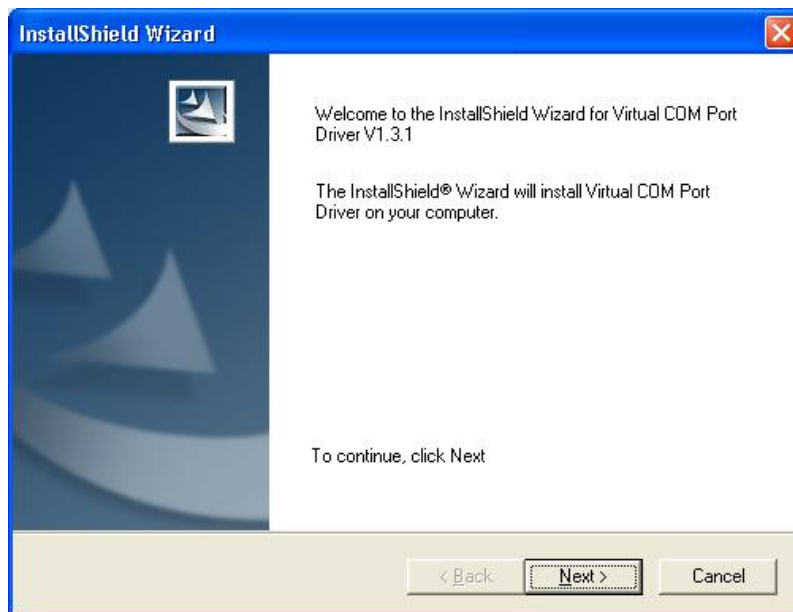 InstallShield Wizard
Welcome to the InstallShield Wizard for Virtual COM Port
Driver V1.3.1
The InstallShield® Wizard will install Virtual COM Port
Driver on your computer.
To continue, click Next
< Back
Next >
Cancel